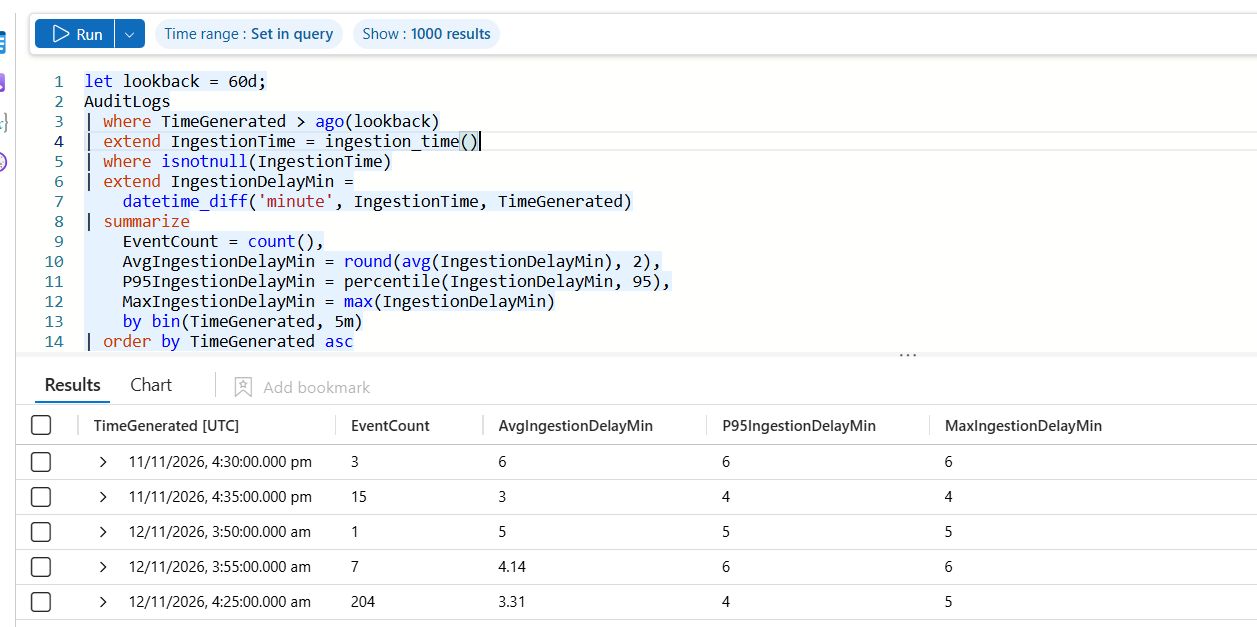 Run
Time range : Set in query
Show : 1000 results
1 let lookback = 60d;
2 AuditLogs
3 | where TimeGenerated > ago(lookback)
4 | extend IngestionTime = ingestion_time()
5 | where isnotnull(IngestionTime)
6 | extend IngestionDelayMin =
7 datetime_diff('minute', IngestionTime, TimeGenerated)
8 | summarize
9 EventCount = count(),
10 AvgIngestionDelayMin = round(avg(IngestionDelayMin), 2),
11 P95IngestionDelayMin = percentile(IngestionDelayMin, 95),
12 MaxIngestionDelayMin = max(IngestionDelayMin)
13 by bin(TimeGenerated, 5m)
14 | order by TimeGenerated asc
Results Chart Add bookmark
TimeGenerated [UTC] EventCount AvgIngestionDelayMin P95IngestionDelayMin MaxIngestionDelayMin
11/11/2026, 4:30:00.000 pm 3 6 6 6
11/11/2026, 4:35:00.000 pm 15 3 4 4
12/11/2026, 3:50:00.000 am 1 5 5 5
12/11/2026, 3:55:00.000 am 7 4.14 6 6
12/11/2026, 4:25:00.000 am 204 3.31 4 5